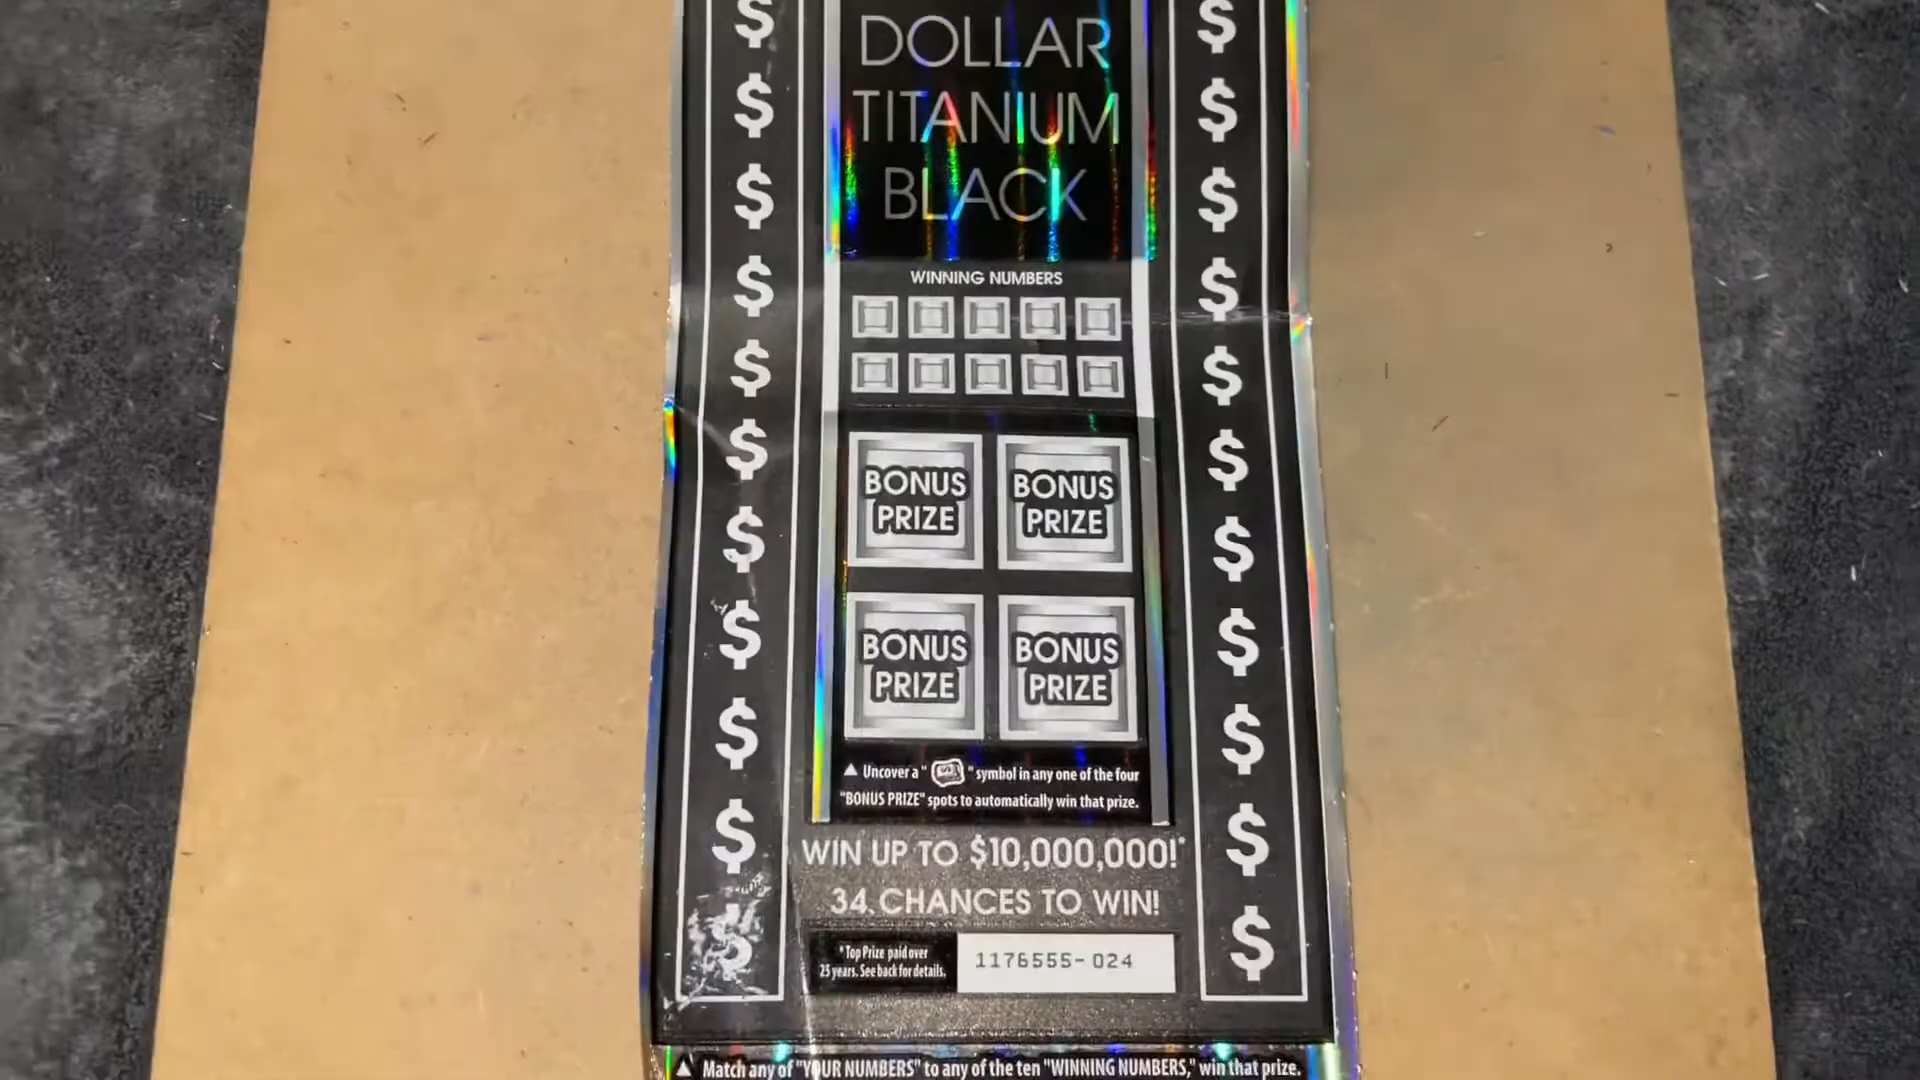 DOLLAR
TITANIUM
BLACK
WINNING NUMBERS
BONUS
PRIZE
BONUS
PRIZE
BONUS
PRIZE
BONUS
PRIZE
▲ Uncover a " " symbol in any one of the four
"BONUS PRIZE" spots to automatically win that prize.
WIN UP TO $10,000,000!*
34 CHANCES TO WIN!
*Top Prize paid over
25 years. See back for details.
1176555-024
▲ Match any of "YOUR NUMBERS" to any of the ten "WINNING NUMBERS," win that prize.